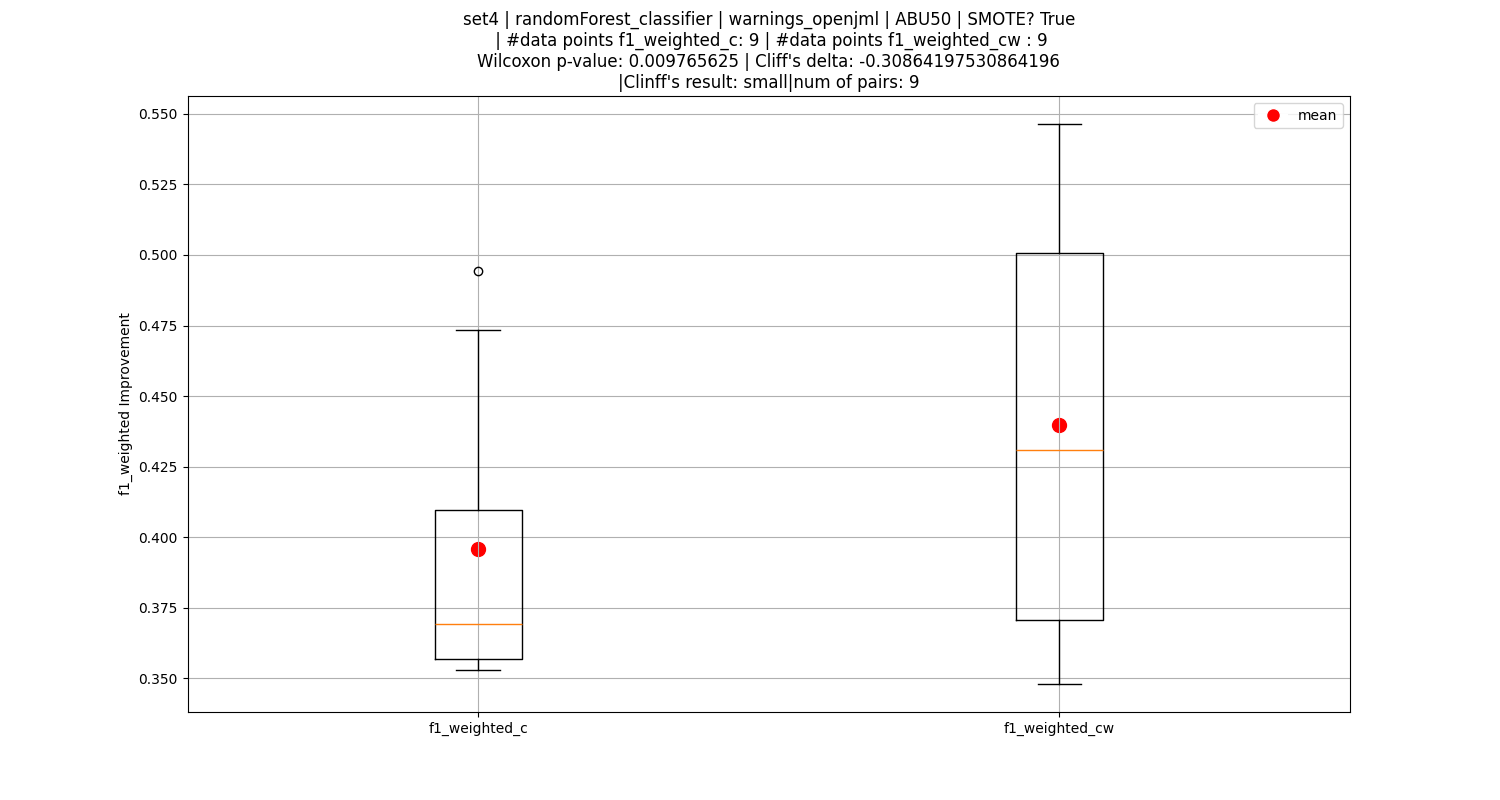 set4 | randomForest_classifier | warnings_openjml | ABU50 | SMOTE? True
| #data points f1_weighted_c: 9 | #data points f1_weighted_cw : 9
Wilcoxon p-value: 0.009765625 | Cliff's delta: -0.30864197530864196
|Clinff's result: small|num of pairs: 9
mean
0.550
0.525
0.500
0.475
0.450
0.425
0.400
0.375
0.350
f1_weighted Improvement
f1_weighted_c
f1_weighted_cw